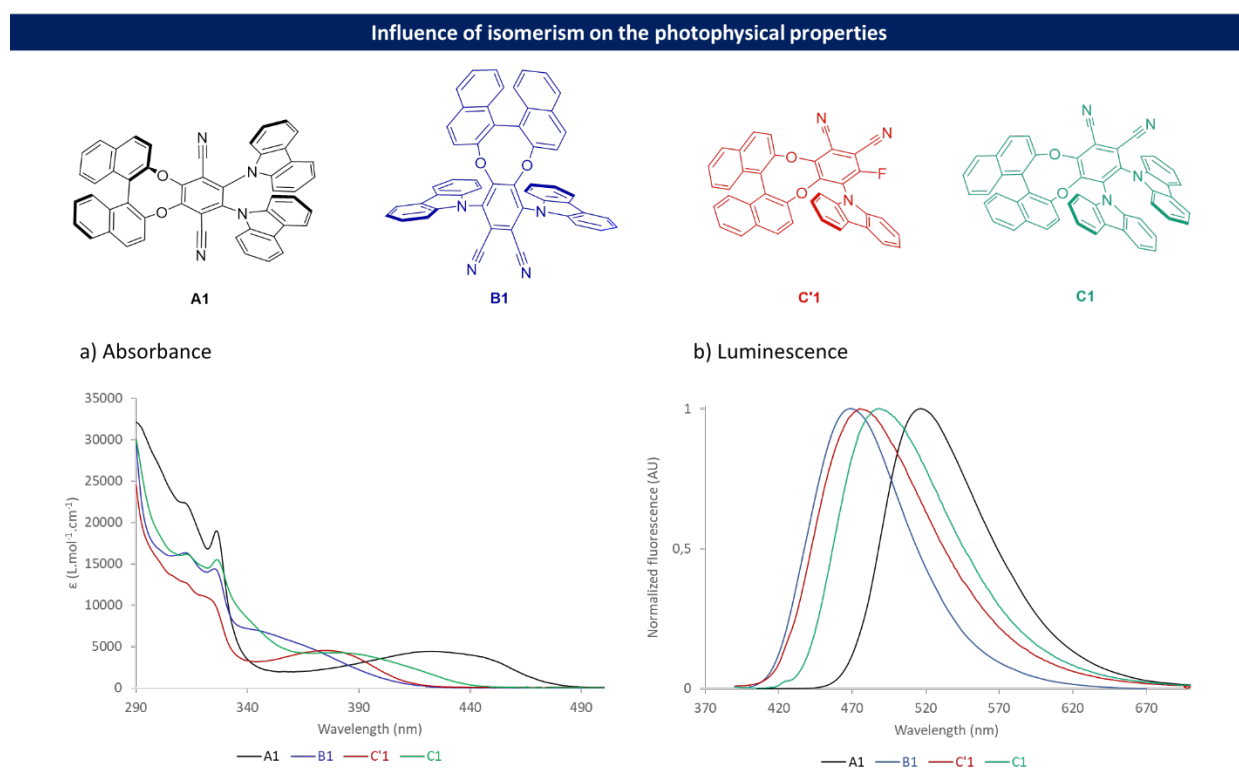 Influence of isomerism on the photophysical properties
N
O
O
N
N
N
A1
O
O
N
N
N
N
B1
N
N
O
O
F
N
C'1
N
N
O
O
N
N
C1
a) Absorbance
b) Luminescence
35000
30000
25000
20000
15000
10000
5000
0
ε (L.mol⁻¹.cm⁻¹)
290
340
390
440
490
Wavelength (nm)
A1
B1
C'1
C1
1
0,5
0
Normalized fluorescence (AU)
370
420
470
520
570
620
670
Wavelength (nm)
A1
B1
C'1
C1